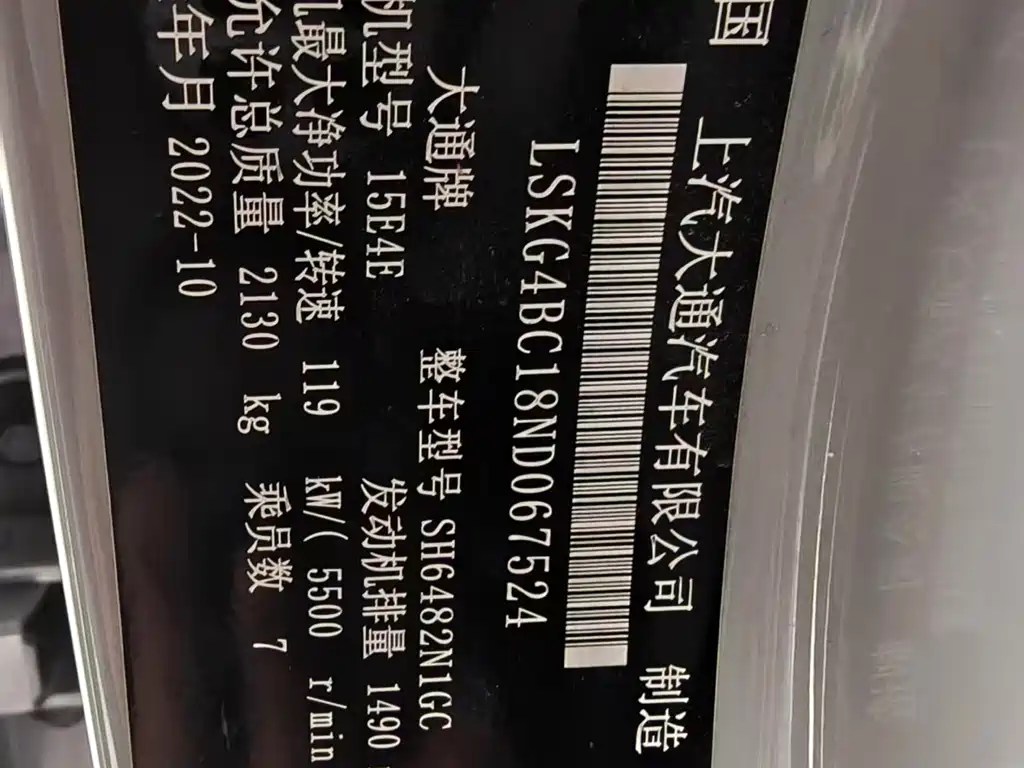 国
上汽大通汽车有限公司 制造
LSKG4BC18ND067524
大通牌 整车型号 SH6482N1GC
机型号 15E4E 发动机排量 1490
机最大净功率/转速 119 kW( 5500 r/min
允许总质量 2130 kg 乘员数 7
年月 2022-10